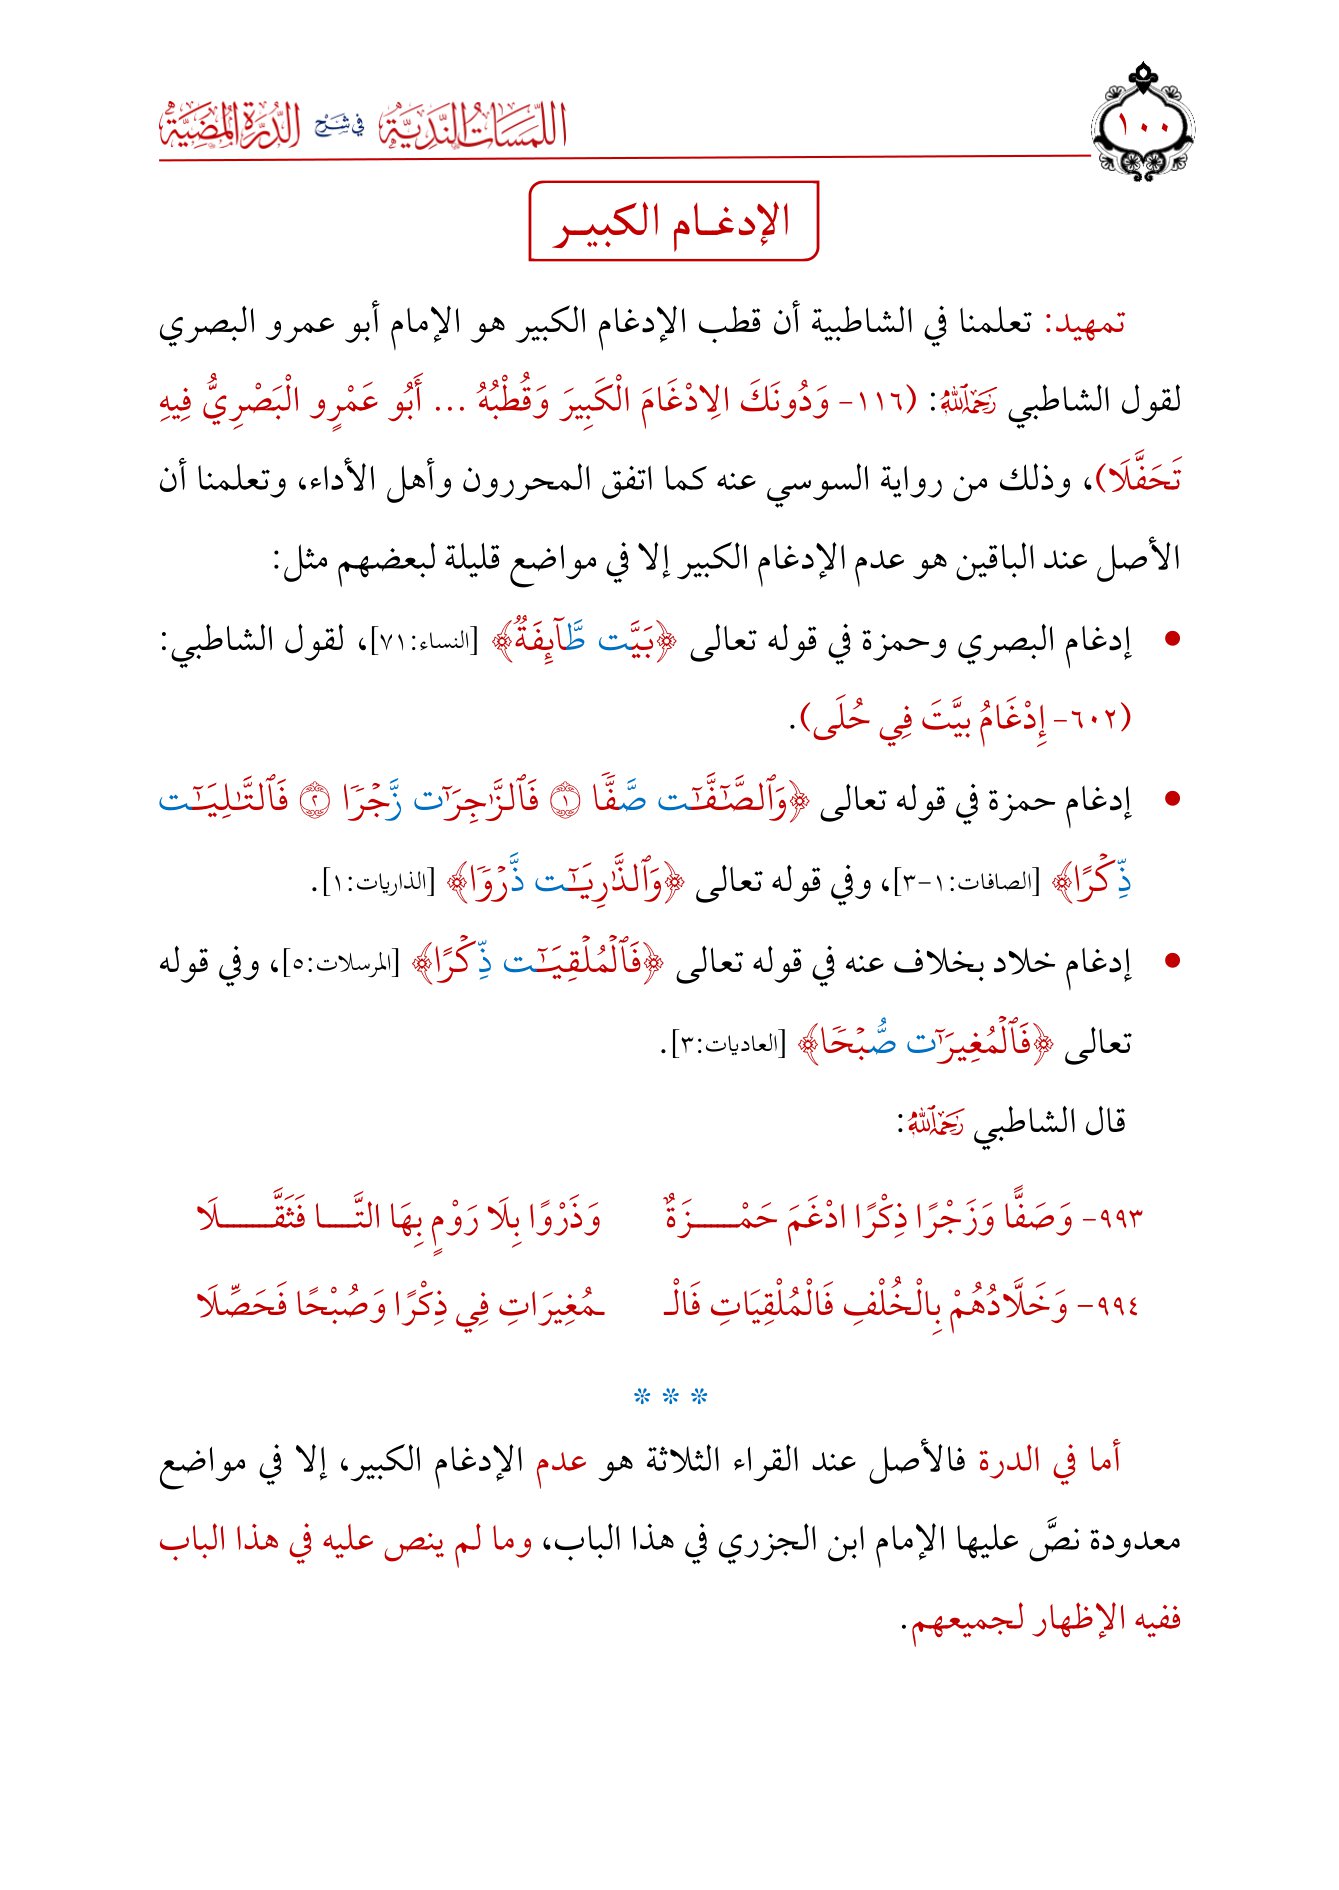 ١٠٠
اللمسات الندية في شرح الدرة المضية
الإدغـام الكبيـر
تمهيد: تعلمنا في الشاطبية أن قطب الإدغام الكبير هو الإمام أبو عمرو البصري
لقول الشاطبي رَحِمَهُ ٱللَّهُ: (١١٦- وَدُونَكَ الِادْغَامَ الْكَبِيرَ وَقُطْبُهُ ... أَبُو عَمْرٍو الْبَصْرِيُّ فِيهِ
تَحَفَّلَا)، وذلك من رواية السوسي عنه كما اتفق المحررون وأهل الأداء، وتعلمنا أن
الأصل عند الباقين هو عدم الإدغام الكبير إلا في مواضع قليلة لبعضهم مثل:
• إدغام البصري وحمزة في قوله تعالى ﴿بَيَّت طَّآئِفَةٌ﴾ [النساء:٧١]، لقول الشاطبي:
(٦٠٢- إِدْغَامُ بيَّتَ فِي حُلَى).
• إدغام حمزة في قوله تعالى ﴿وَٱلصَّـٰٓفَّـٰت صَّفًّا ١ فَٱلزَّٰجِرَٰت زَّجْرًا ٢ فَٱلتَّـٰلِيَـٰت
ذِّكْرًا﴾ [الصافات:١-٣]، وفي قوله تعالى ﴿وَٱلذَّٰرِيَـٰت ذَّرْوًا﴾ [الذاريات:١].
• إدغام خلاد بخلاف عنه في قوله تعالى ﴿فَٱلْمُلْقِيَـٰت ذِّكْرًا﴾ [المرسلات:٥]، وفي قوله
تعالى ﴿فَٱلْمُغِيرَٰت صُّبْحًا﴾ [العاديات:٣].
قال الشاطبي رَحِمَهُ ٱللَّهُ:
٩٩٣- وَصَفًّا وَزَجْرًا ذِكْرًا ادْغَمَ حَمْـــزَةٌ وَذَرْوًا بِلَا رَوْمٍ بِهَا التَّـــا فَثَقَّـــــلَا
٩٩٤- وَخَلَّادُهُمْ بِالْخُلْفِ فَالْمُلْقِيَاتِ فَالْـ ـمُغِيرَاتِ فِي ذِكْرًا وَصُبْحًا فَحَصِّلَا
***
أما في الدرة فالأصل عند القراء الثلاثة هو عدم الإدغام الكبير، إلا في مواضع
معدودة نصَّ عليها الإمام ابن الجزري في هذا الباب، وما لم ينص عليه في هذا الباب
ففيه الإظهار لجميعهم.